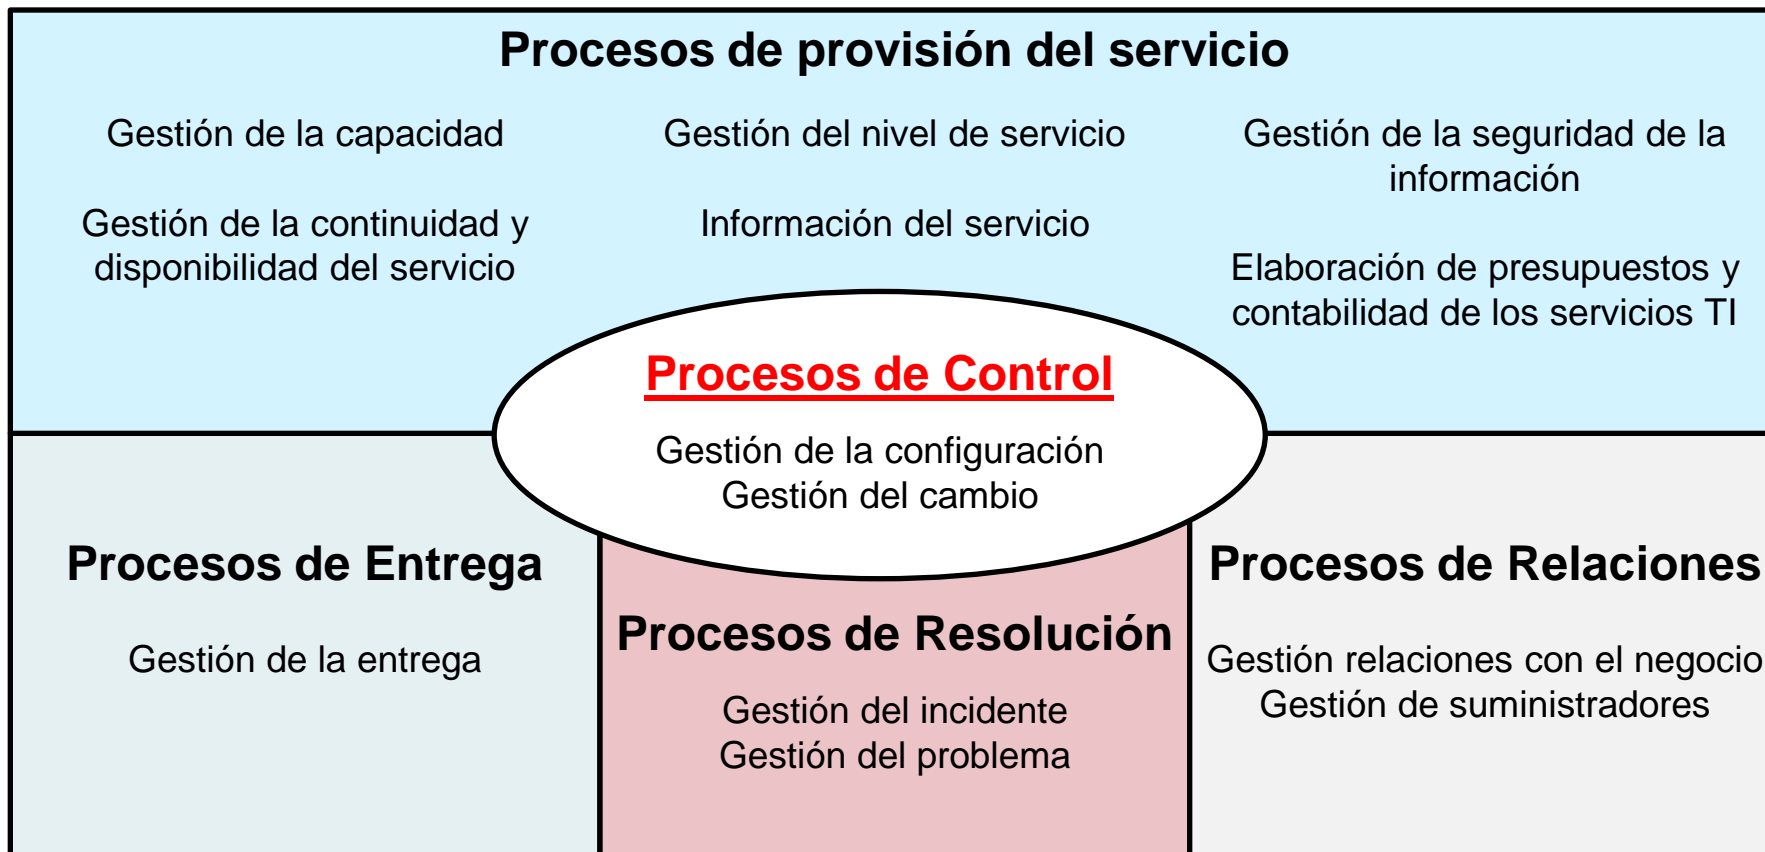 Procesos de provisión del servicio
Gestión de la capacidad
Gestión de la continuidad y
disponibilidad del servicio
Gestión del nivel de servicio
Información del servicio
Gestión de la seguridad de la
información
Elaboración de presupuestos y
contabilidad de los servicios TI
Procesos de Control
Gestión de la configuración
Gestión del cambio
Procesos de Entrega
Gestión de la entrega
Procesos de Resolución
Gestión del incidente
Gestión del problema
Procesos de Relaciones
Gestión relaciones con el negocio
Gestión de suministradores